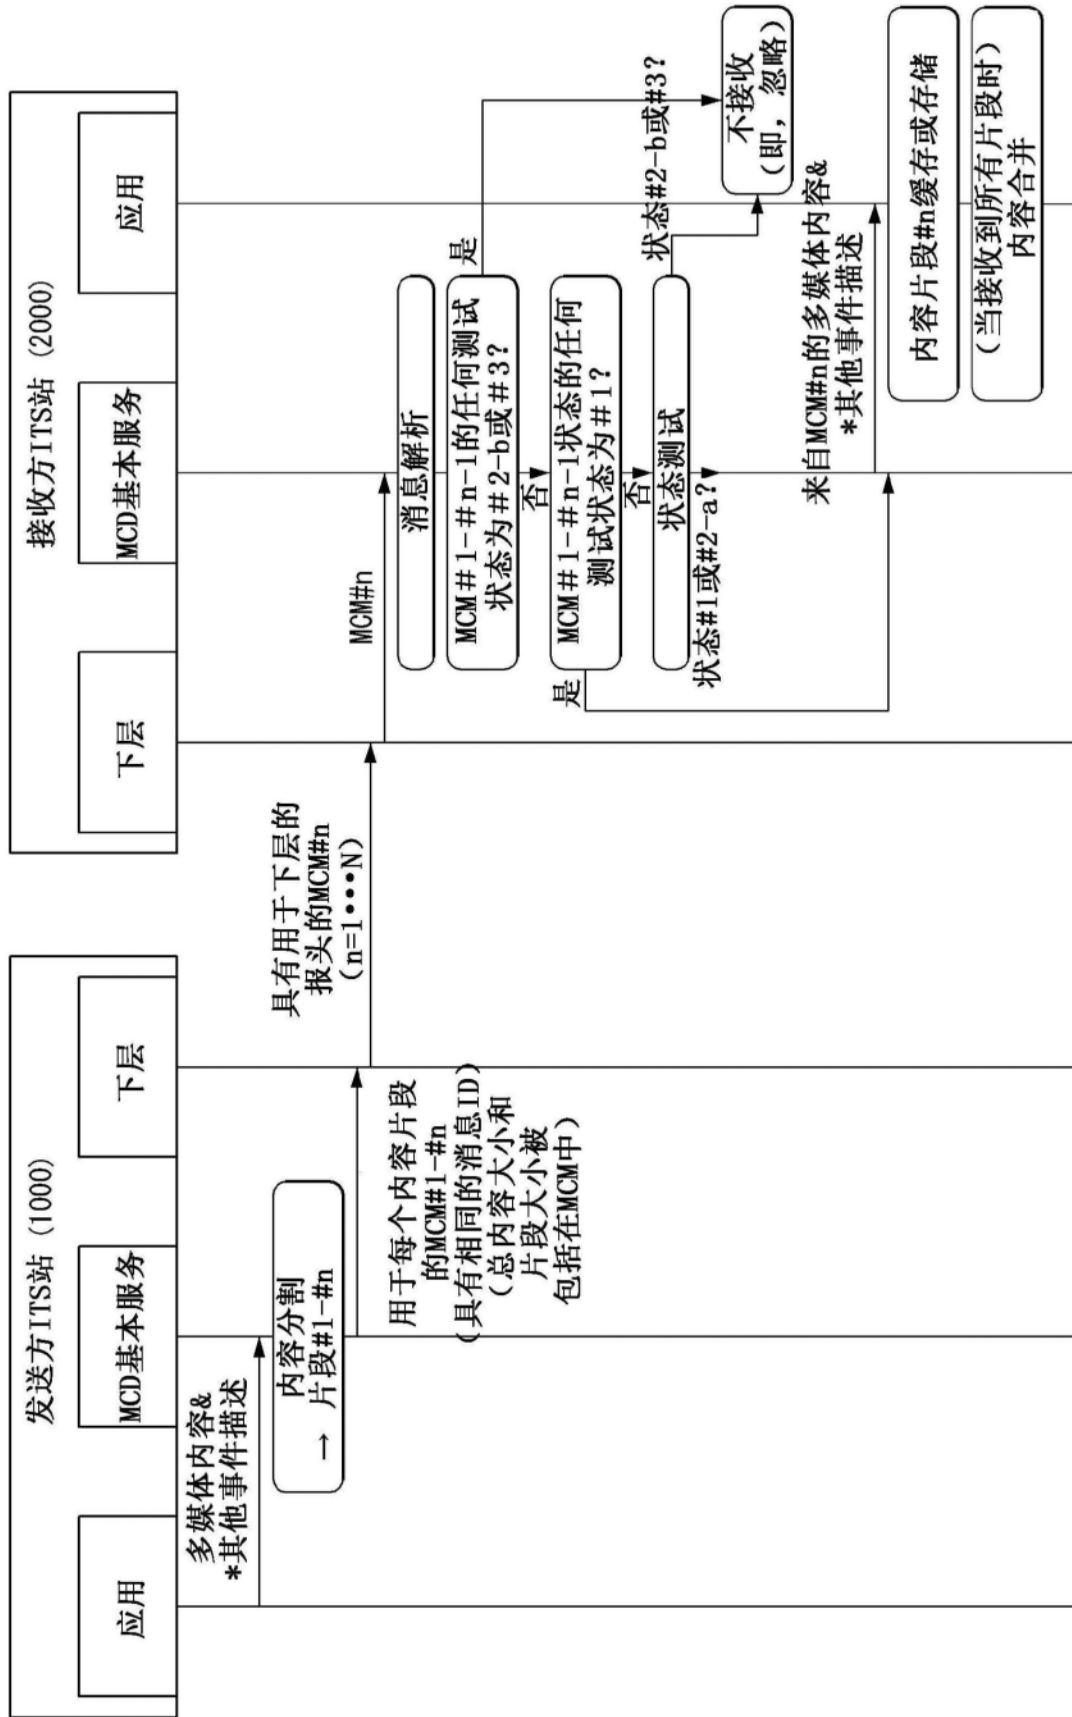 发送方ITS站 (1000)
应用
MCD基本服务
下层
接收方ITS站 (2000)
下层
MCD基本服务
应用
多媒体内容&
*其他事件描述
内容分割
→ 片段#1-#n
用于每个内容片段
的MCM#1-#n
(具有相同的消息ID)
(总内容大小和
片段大小被
包括在MCM中)
具有用于下层的
报头的MCM#n
(n=1•••N)
MCM#n
消息解析
MCM#1-#n-1的任何测试
状态为#2-b或#3?
是
否
MCM#1-#n-1状态的任何
测试状态为#1?
是
否
状态测试
状态#1或#2-a?
状态#2-b或#3?
不接收
(即, 忽略)
来自MCM#n的多媒体内容&
*其他事件描述
内容片段#n缓存或存储
(当接收到所有片段时)
内容合并